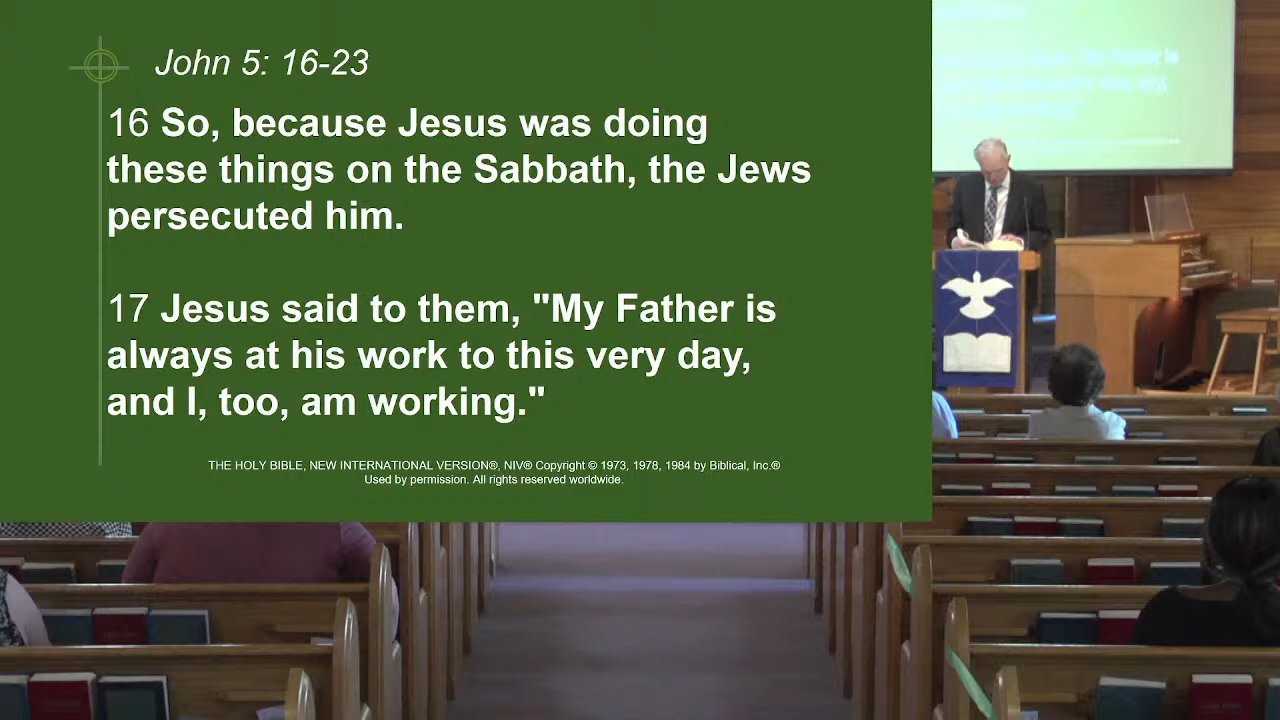 John 5: 16-23
16 So, because Jesus was doing
these things on the Sabbath, the Jews
persecuted him.
17 Jesus said to them, "My Father is
always at his work to this very day,
and I, too, am working."
THE HOLY BIBLE, NEW INTERNATIONAL VERSION®, NIV® Copyright © 1973, 1978, 1984 by Biblical, Inc.®
Used by permission. All rights reserved worldwide.